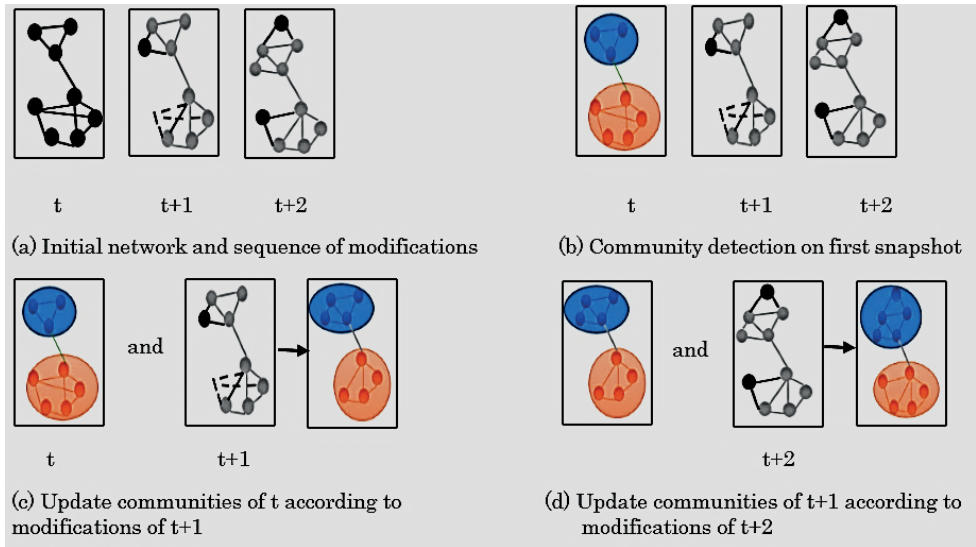 t
t+1
t+2
(a) Initial network and sequence of modifications
t
t+1
t+2
(b) Community detection on first snapshot
and
t
t+1
(c) Update communities of t according to
modifications of t+1
and
t+2
(d) Update communities of t+1 according to
modifications of t+2